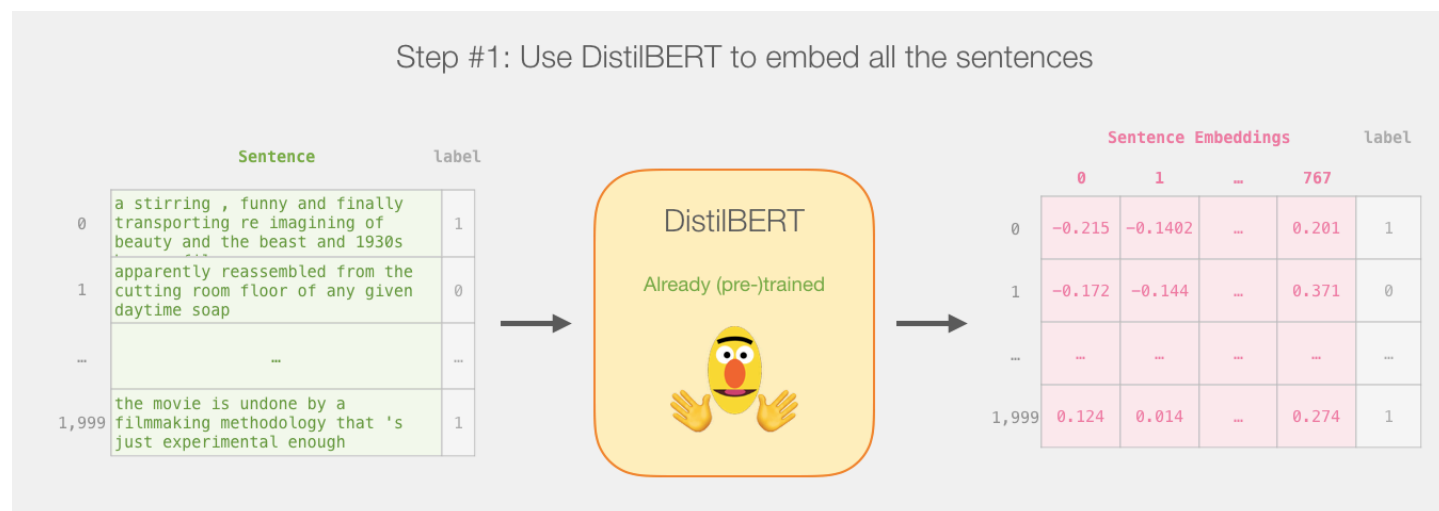 Step #1: Use DistilBERT to embed all the sentences
Sentence label
0 a stirring , funny and finally
transporting re imagining of
beauty and the beast and 1930s
1
1 apparently reassembled from the
cutting room floor of any given
daytime soap
0
… … …
1,999 the movie is undone by a
filmmaking methodology that 's
just experimental enough
1
DistilBERT
Already (pre-)trained
Sentence Embeddings label
0 1 … 767
0 -0.215 -0.1402 … 0.201 1
1 -0.172 -0.144 … 0.371 0
… … … … … …
1,999 0.124 0.014 … 0.274 1